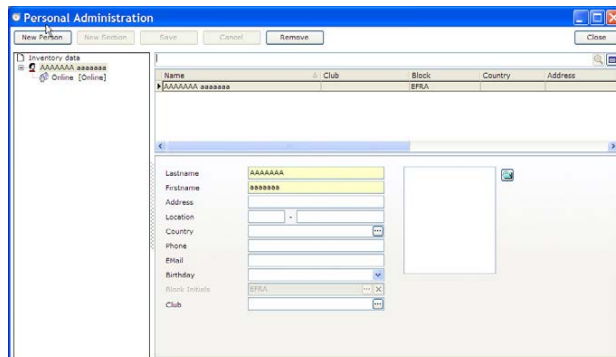 Personal Administration
New Person New Section Save Cancel Remove Close
Inventory data
AAAAAAA aaaaaaa
Online [Online]
Name Club Block Country Address
AAAAAAA aaaaaaa EFRA
Lastname AAAAAAA
Firstname aaaaaaa
Address
Location -
Country ...
Phone
EMail
Birthday
Block Initials EFRA ... X
Club ...